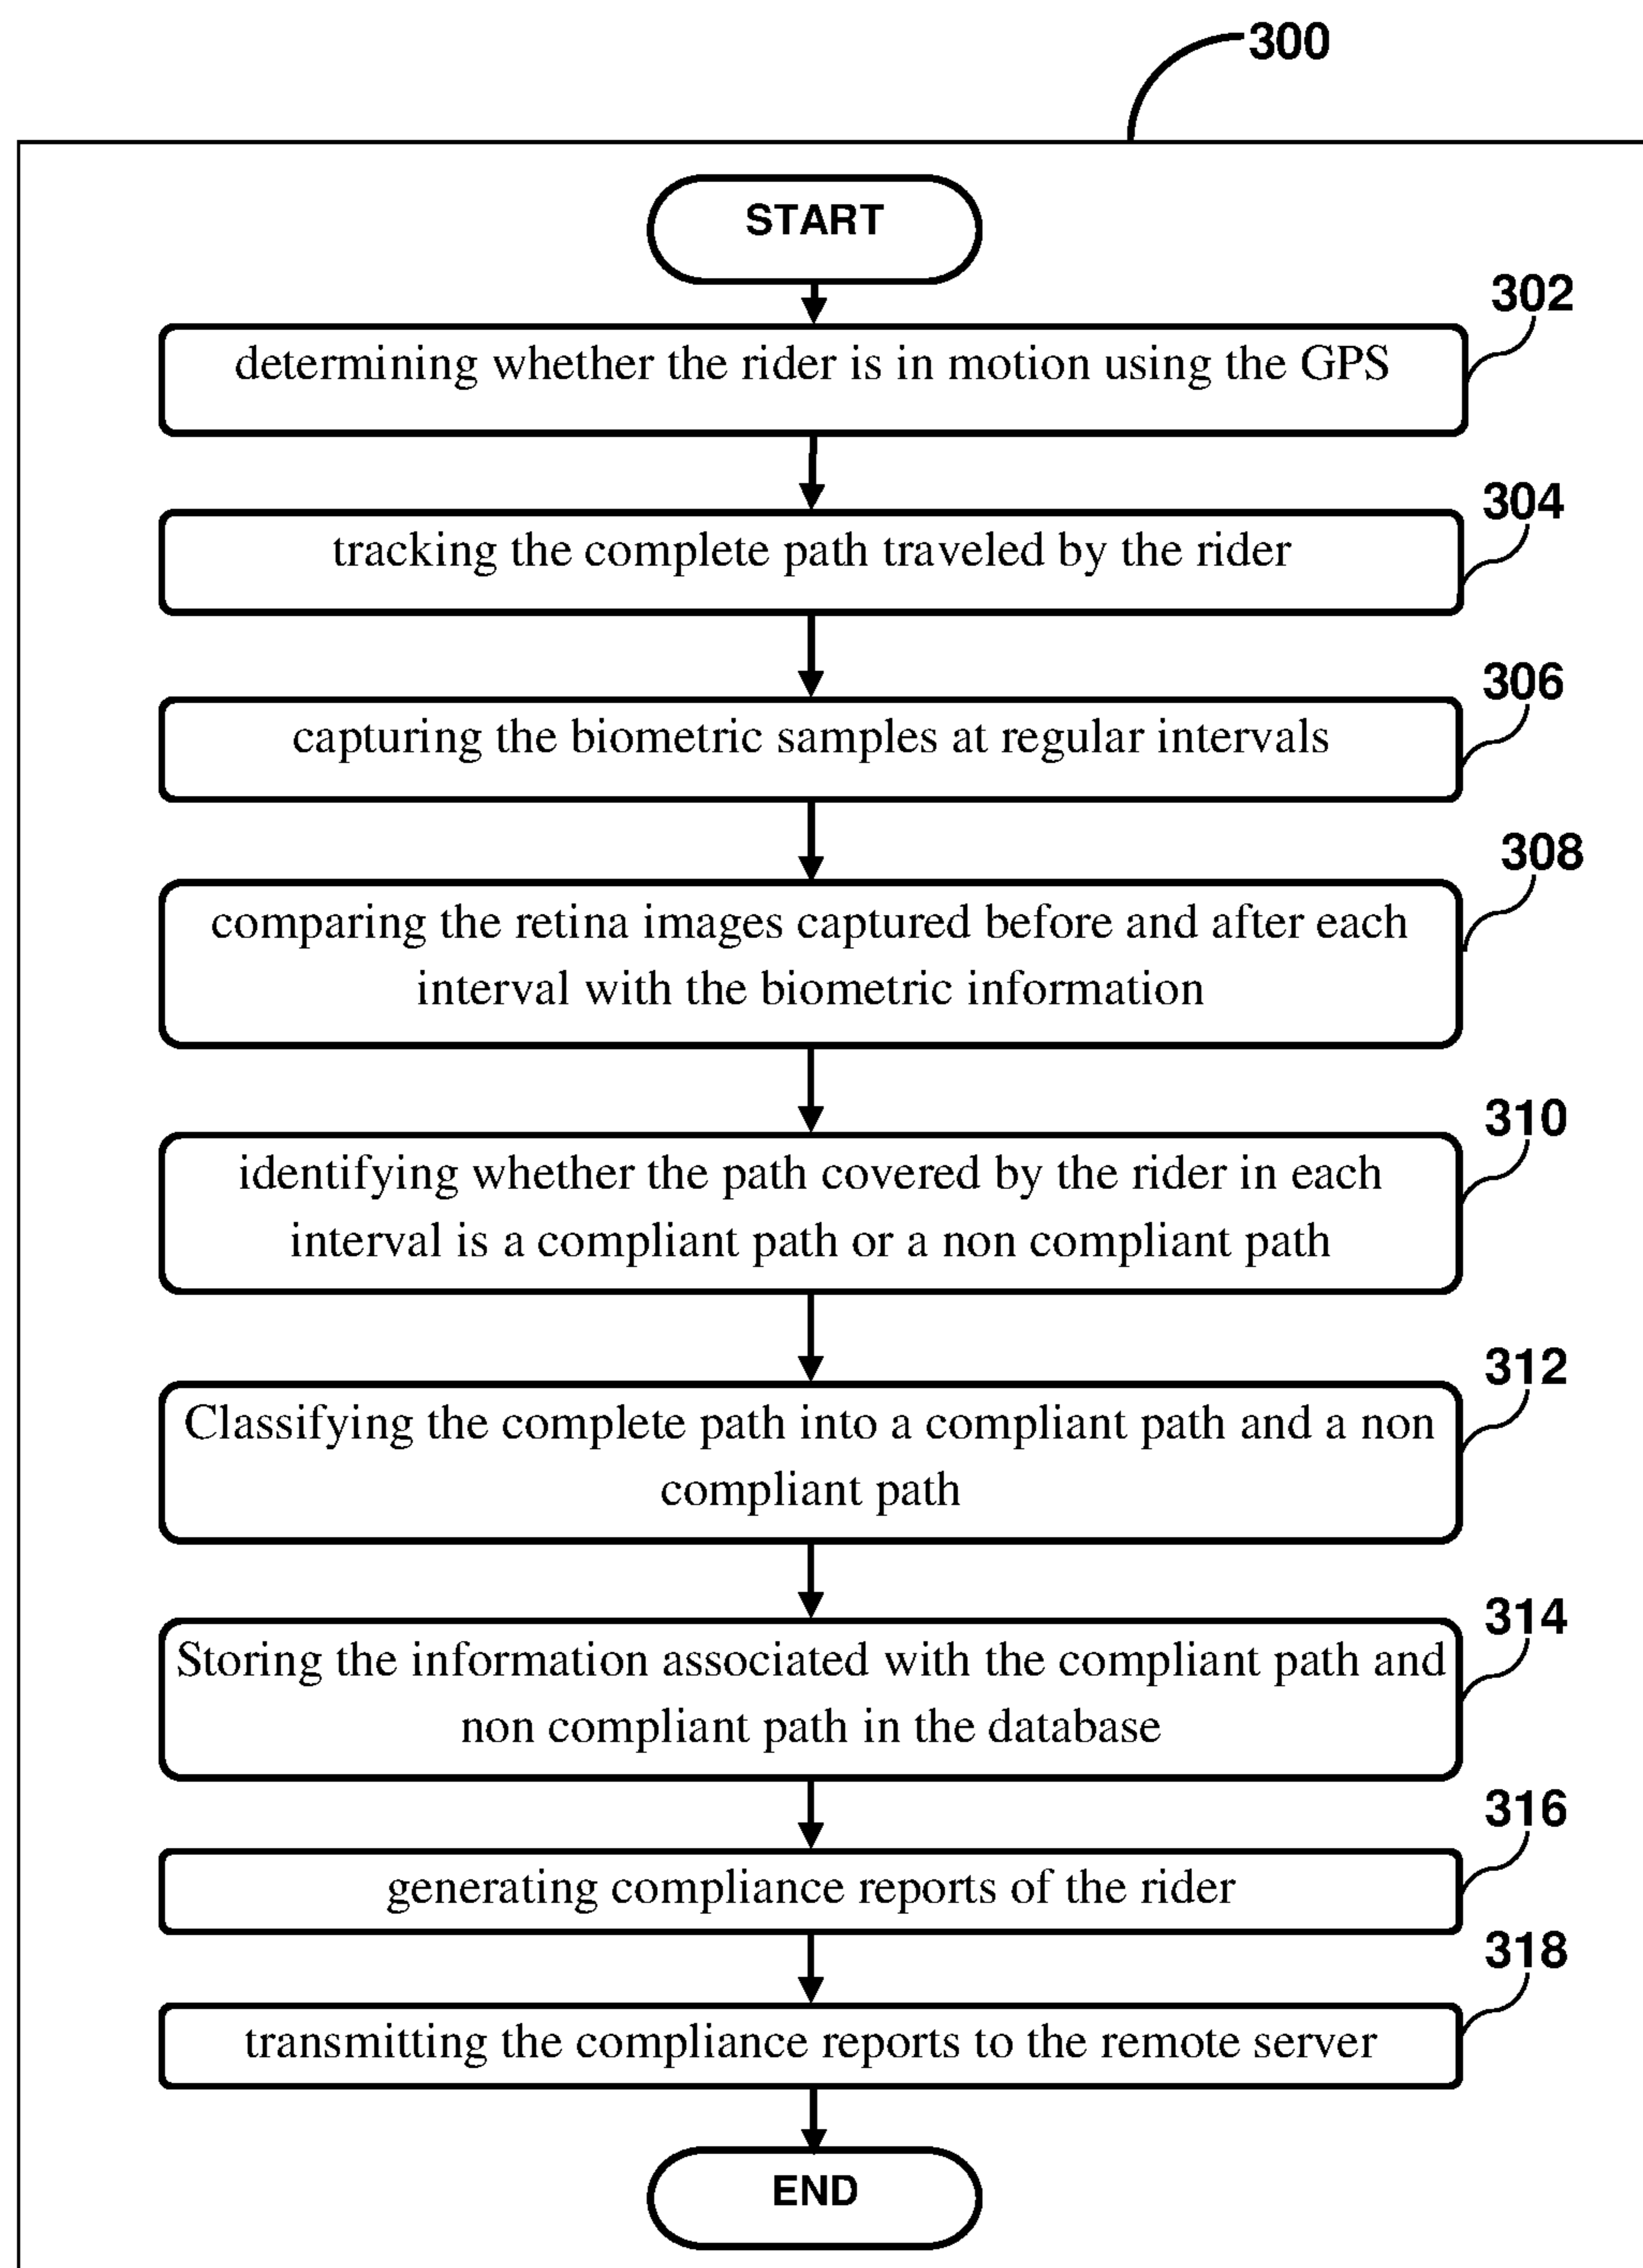 300
START
302
determining whether the rider is in motion using the GPS
304
tracking the complete path traveled by the rider
306
capturing the biometric samples at regular intervals
308
comparing the retina images captured before and after each
interval with the biometric information
310
identifying whether the path covered by the rider in each
interval is a compliant path or a non compliant path
312
Classifying the complete path into a compliant path and a non
compliant path
314
Storing the information associated with the compliant path and
non compliant path in the database
316
generating compliance reports of the rider
318
transmitting the compliance reports to the remote server
END